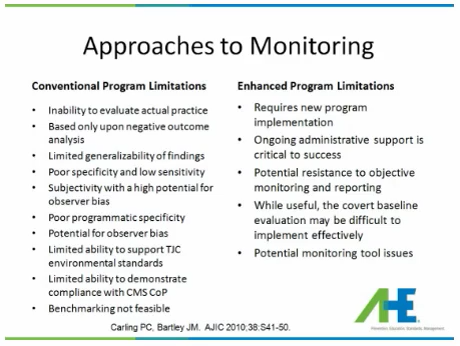 Approaches to Monitoring
Conventional Program Limitations
• Inability to evaluate actual practice
• Based only upon negative outcome
analysis
• Limited generalizability of findings
• Poor specificity and low sensitivity
• Subjectivity with a high potential for
observer bias
• Poor programmatic specificity
• Potential for observer bias
• Limited ability to support TJC
environmental standards
• Limited ability to demonstrate
compliance with CMS CoP
• Benchmarking not feasible
Enhanced Program Limitations
• Requires new program
implementation
• Ongoing administrative support is
critical to success
• Potential resistance to objective
monitoring and reporting
• While useful, the covert baseline
evaluation may be difficult to
implement effectively
• Potential monitoring tool issues
Carling PC, Bartley JM. AJIC 2010;38:S41-50.
AHE